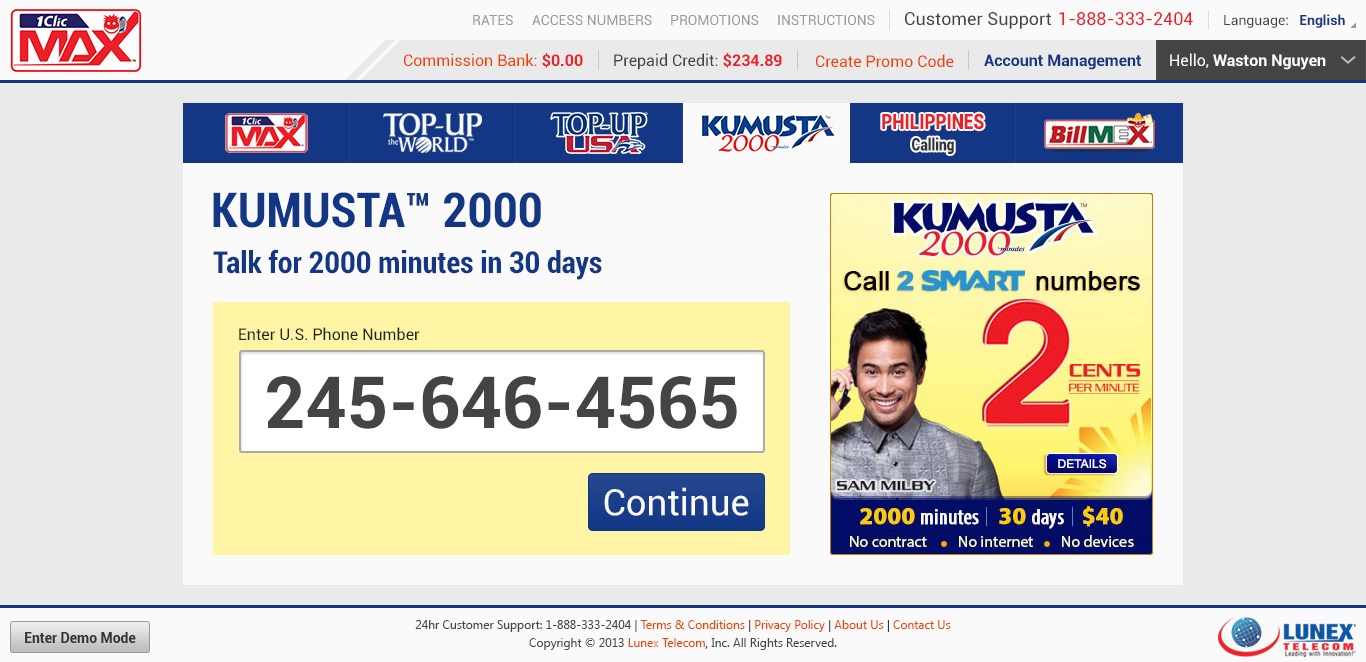 1Clic
MAX
RATES ACCESS NUMBERS PROMOTIONS INSTRUCTIONS Customer Support 1-888-333-2404 Language: English
Commission Bank: $0.00 Prepaid Credit: $234.89 Create Promo Code Account Management Hello, Waston Nguyen
1Clic
MAX
TOP-UP
the WORLD™
TOP-UP
USA
KUMUSTA™
2000 minutes
PHILIPPINES
Calling
BillMEX
KUMUSTA™ 2000
Talk for 2000 minutes in 30 days
Enter U.S. Phone Number
245-646-4565
Continue
KUMUSTA™
2000 minutes
Call 2 SMART numbers
2 CENTS
PER MINUTE
DETAILS
SAM MILBY
2000 minutes | 30 days | $40
No contract • No internet • No devices
Enter Demo Mode
24hr Customer Support: 1-888-333-2404 | Terms & Conditions | Privacy Policy | About Us | Contact Us
Copyright © 2013 Lunex Telecom, Inc. All Rights Reserved.
LUNEX
TELECOM
Leading with Innovation!™